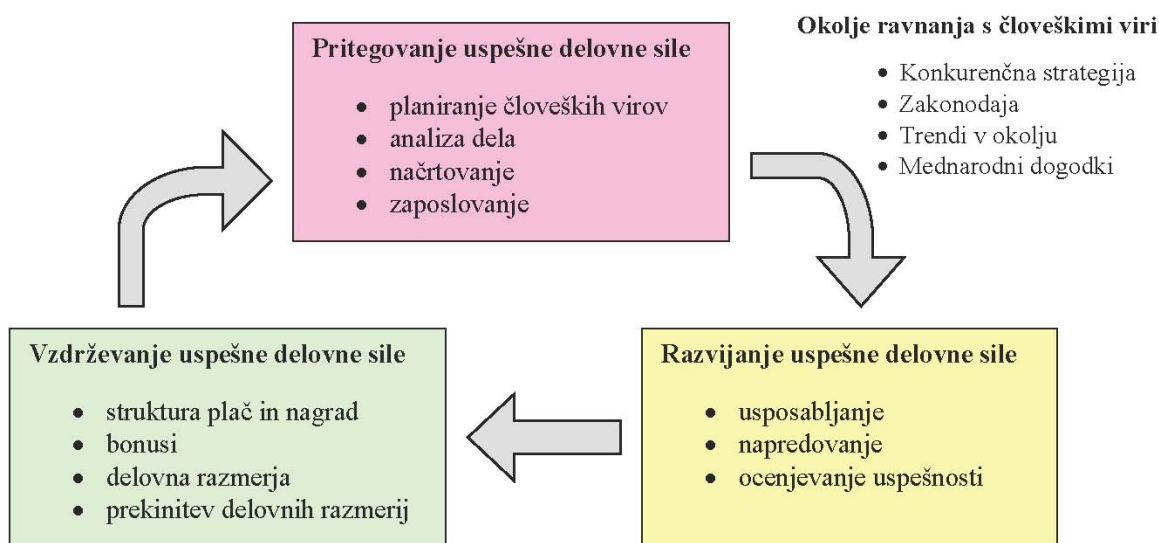 Pritegovanje uspešne delovne sile
• planiranje človeških virov
• analiza dela
• načrtovanje
• zaposlovanje
Okolje ravnanja s človeškimi viri
• Konkurenčna strategija
• Zakonodaja
• Trendi v okolju
• Mednarodni dogodki
Razvijanje uspešne delovne sile
• usposabljanje
• napredovanje
• ocenjevanje uspešnosti
Vzdrževanje uspešne delovne sile
• struktura plač in nagrad
• bonusi
• delovna razmerja
• prekinitev delovnih razmerij